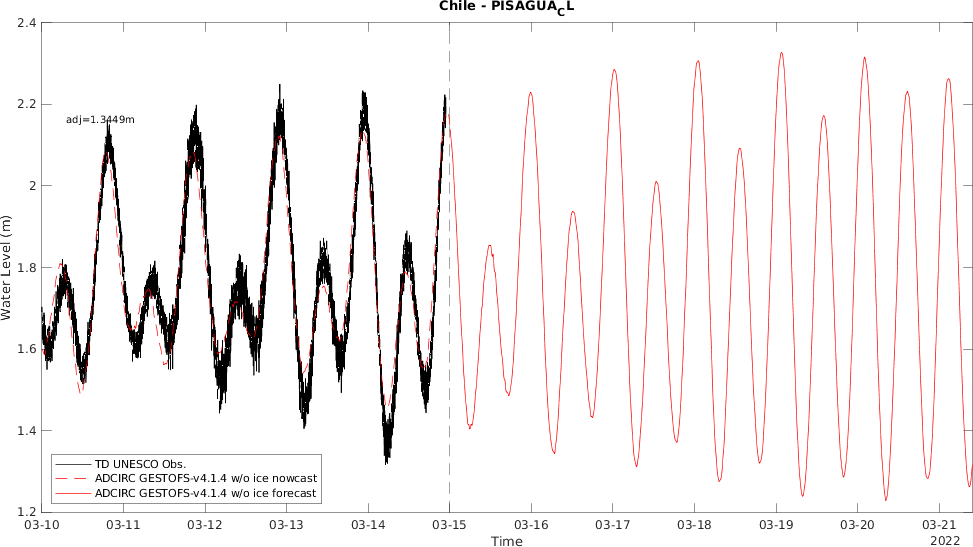 Chile - PISAGUA_CL
2.4
2.2
2
1.8
1.6
1.4
1.2
Water Level (m)
adj=1.3449m
TD UNESCO Obs.
ADCIRC GESTOFS-v4.1.4 w/o ice nowcast
ADCIRC GESTOFS-v4.1.4 w/o ice forecast
03-10 03-11 03-12 03-13 03-14 03-15 03-16 03-17 03-18 03-19 03-20 03-21
Time
2022